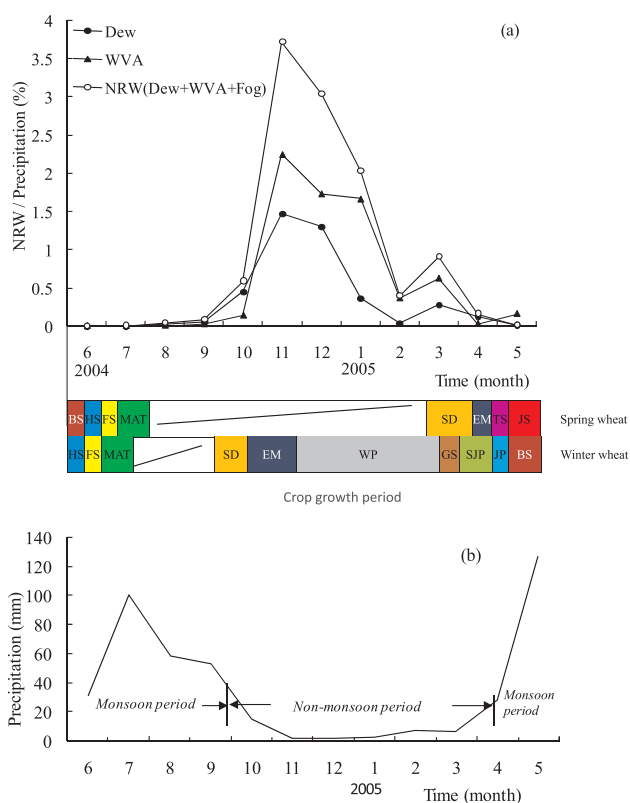 (a)
Dew
WVA
NRW(Dew+WVA+Fog)
NRW / Precipitation (%)
4
3.5
3
2.5
2
1.5
1
0.5
0
6 7 8 9 10 11 12 1 2 3 4 5
2004 2005
Time (month)
BS HS FS MAT SD EM TS JS Spring wheat
HS FS MAT SD EM WP GS SJP JP BS Winter wheat
Crop growth period
(b)
Precipitation (mm)
140
120
100
80
60
40
20
0
Monsoon period
Non-monsoon period
Monsoon
period
6 7 8 9 10 11 12 1 2 3 4 5
2005
Time (month)